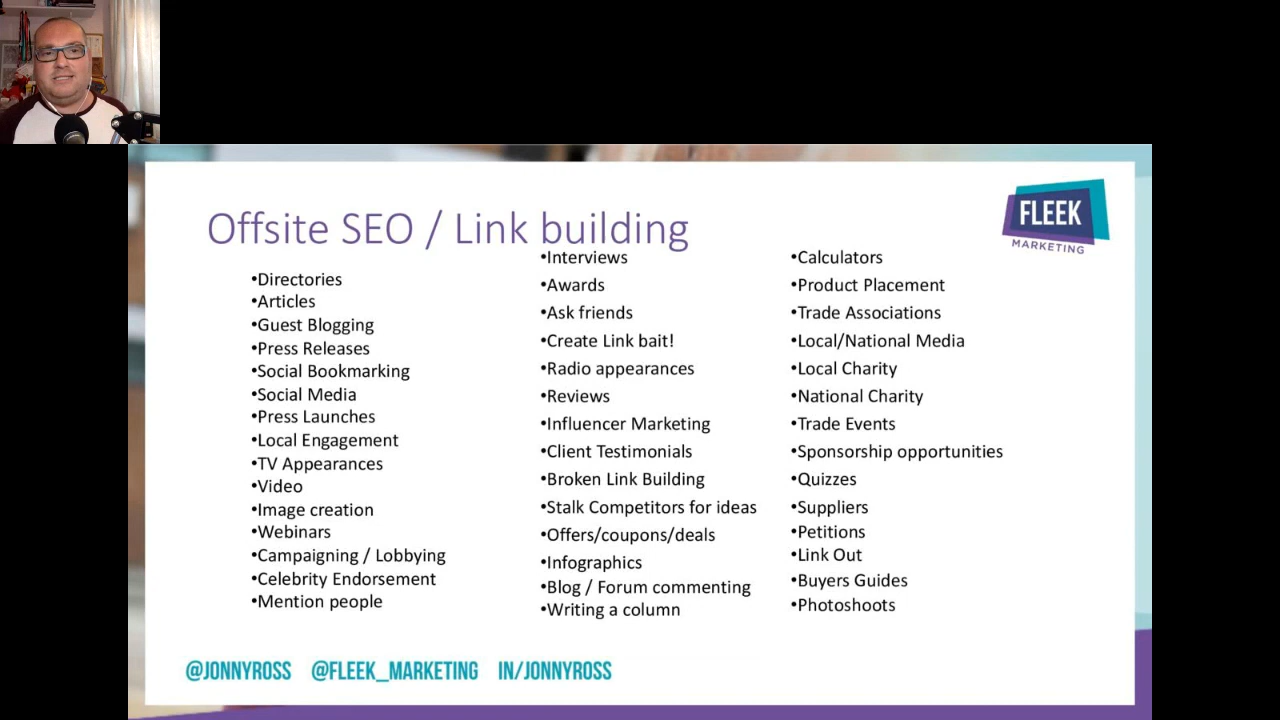 Offsite SEO / Link building
FLEEK
MARKETING
•Directories
•Articles
•Guest Blogging
•Press Releases
•Social Bookmarking
•Social Media
•Press Launches
•Local Engagement
•TV Appearances
•Video
•Image creation
•Webinars
•Campaigning / Lobbying
•Celebrity Endorsement
•Mention people
•Interviews
•Awards
•Ask friends
•Create Link bait!
•Radio appearances
•Reviews
•Influencer Marketing
•Client Testimonials
•Broken Link Building
•Stalk Competitors for ideas
•Offers/coupons/deals
•Infographics
•Blog / Forum commenting
•Writing a column
•Calculators
•Product Placement
•Trade Associations
•Local/National Media
•Local Charity
•National Charity
•Trade Events
•Sponsorship opportunities
•Quizzes
•Suppliers
•Petitions
•Link Out
•Buyers Guides
•Photoshoots
@JONNYROSS @FLEEK_MARKETING IN/JONNYROSS